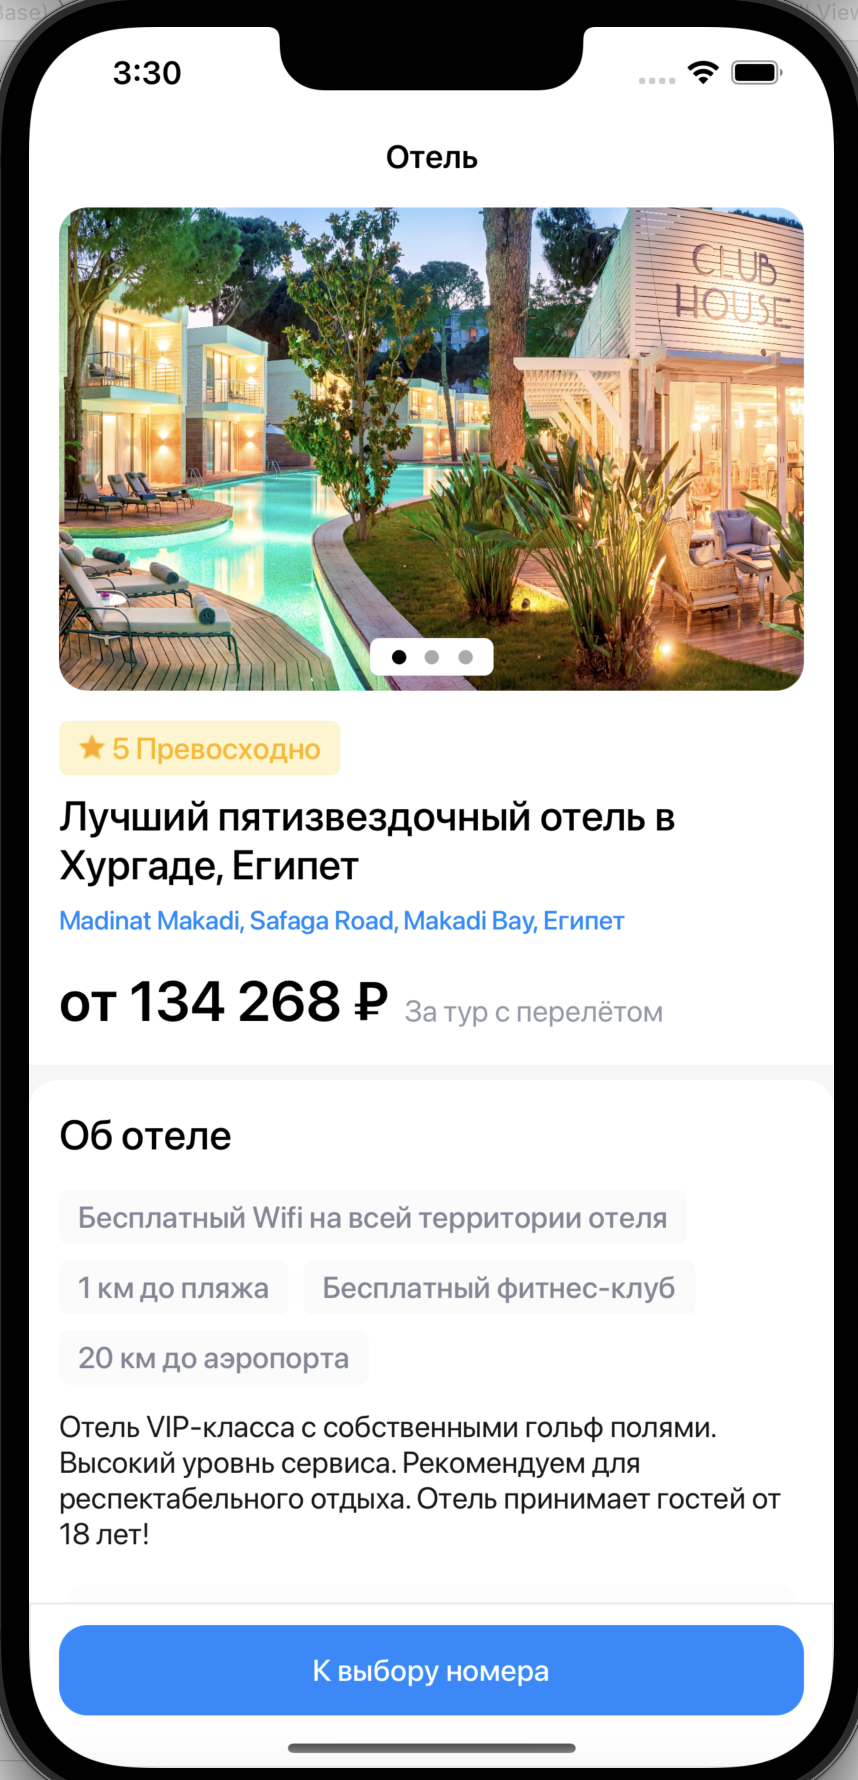 Base)
l View
3:30
Отель
CLUB
HOUSE
5 Превосходно
Лучший пятизвездочный отель в
Хургаде, Египет
Madinat Makadi, Safaga Road, Makadi Bay, Египет
от 134 268 ₽ За тур с перелётом
Об отеле
Бесплатный Wifi на всей территории отеля
1 км до пляжа Бесплатный фитнес-клуб
20 км до аэропорта
Отель VIP-класса с собственными гольф полями.
Высокий уровнь сервиса. Рекомендуем для
респектабельного отдыха. Отель принимает гостей от
18 лет!
К выбору номера